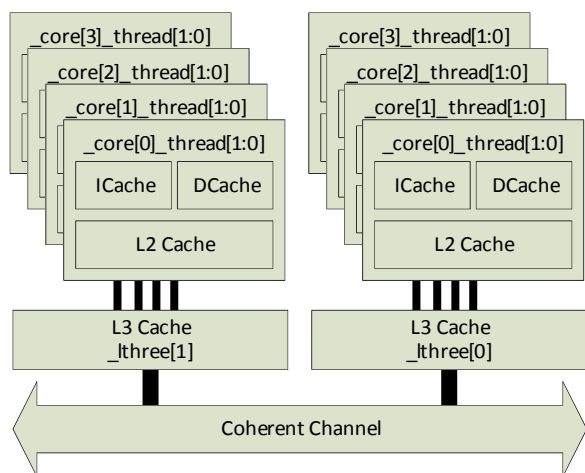 _core[3]_thread[1:0]
_core[2]_thread[1:0]
_core[1]_thread[1:0]
_core[0]_thread[1:0]
ICache
DCache
L2 Cache
L3 Cache
_lthree[1]
_core[3]_thread[1:0]
_core[2]_thread[1:0]
_core[1]_thread[1:0]
_core[0]_thread[1:0]
ICache
DCache
L2 Cache
L3 Cache
_lthree[0]
Coherent Channel